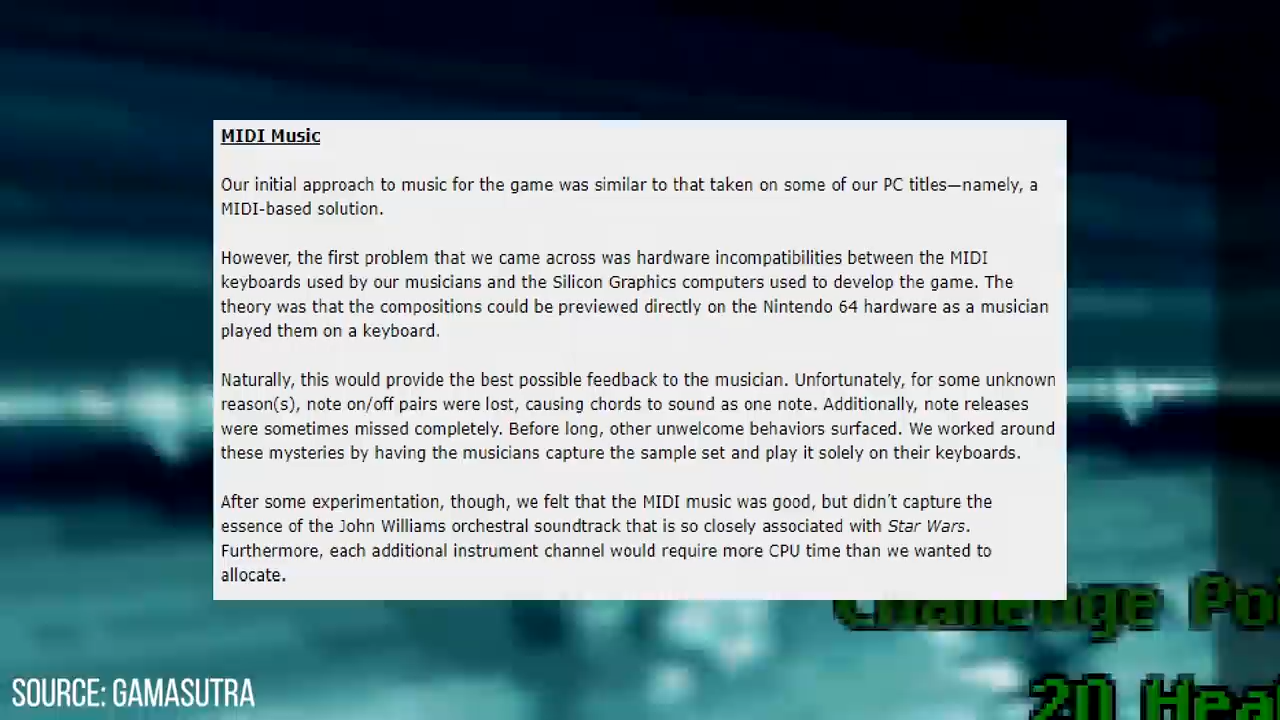 MIDI Music
Our initial approach to music for the game was similar to that taken on some of our PC titles—namely, a
MIDI-based solution.
However, the first problem that we came across was hardware incompatibilities between the MIDI
keyboards used by our musicians and the Silicon Graphics computers used to develop the game. The
theory was that the compositions could be previewed directly on the Nintendo 64 hardware as a musician
played them on a keyboard.
Naturally, this would provide the best possible feedback to the musician. Unfortunately, for some unknown
reason(s), note on/off pairs were lost, causing chords to sound as one note. Additionally, note releases
were sometimes missed completely. Before long, other unwelcome behaviors surfaced. We worked around
these mysteries by having the musicians capture the sample set and play it solely on their keyboards.
After some experimentation, though, we felt that the MIDI music was good, but didn't capture the
essence of the John Williams orchestral soundtrack that is so closely associated with Star Wars.
Furthermore, each additional instrument channel would require more CPU time than we wanted to
allocate.
Challenge
20
SOURCE: GAMASUTRA